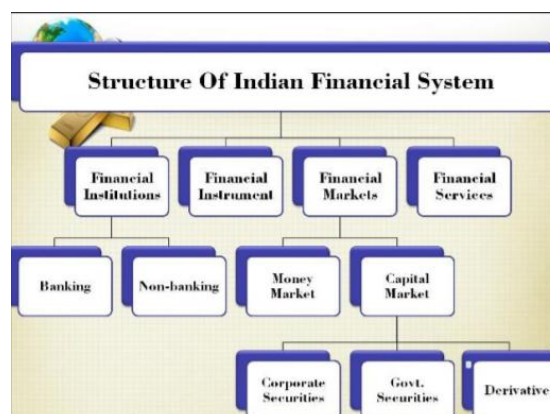 Structure Of Indian Financial System
Financial
Institutions
Financial
Instrument
Financial
Markets
Financial
Services
Banking
Non-banking
Money
Market
Capital
Market
Corporate
Securities
Govt.
Securities
Derivative